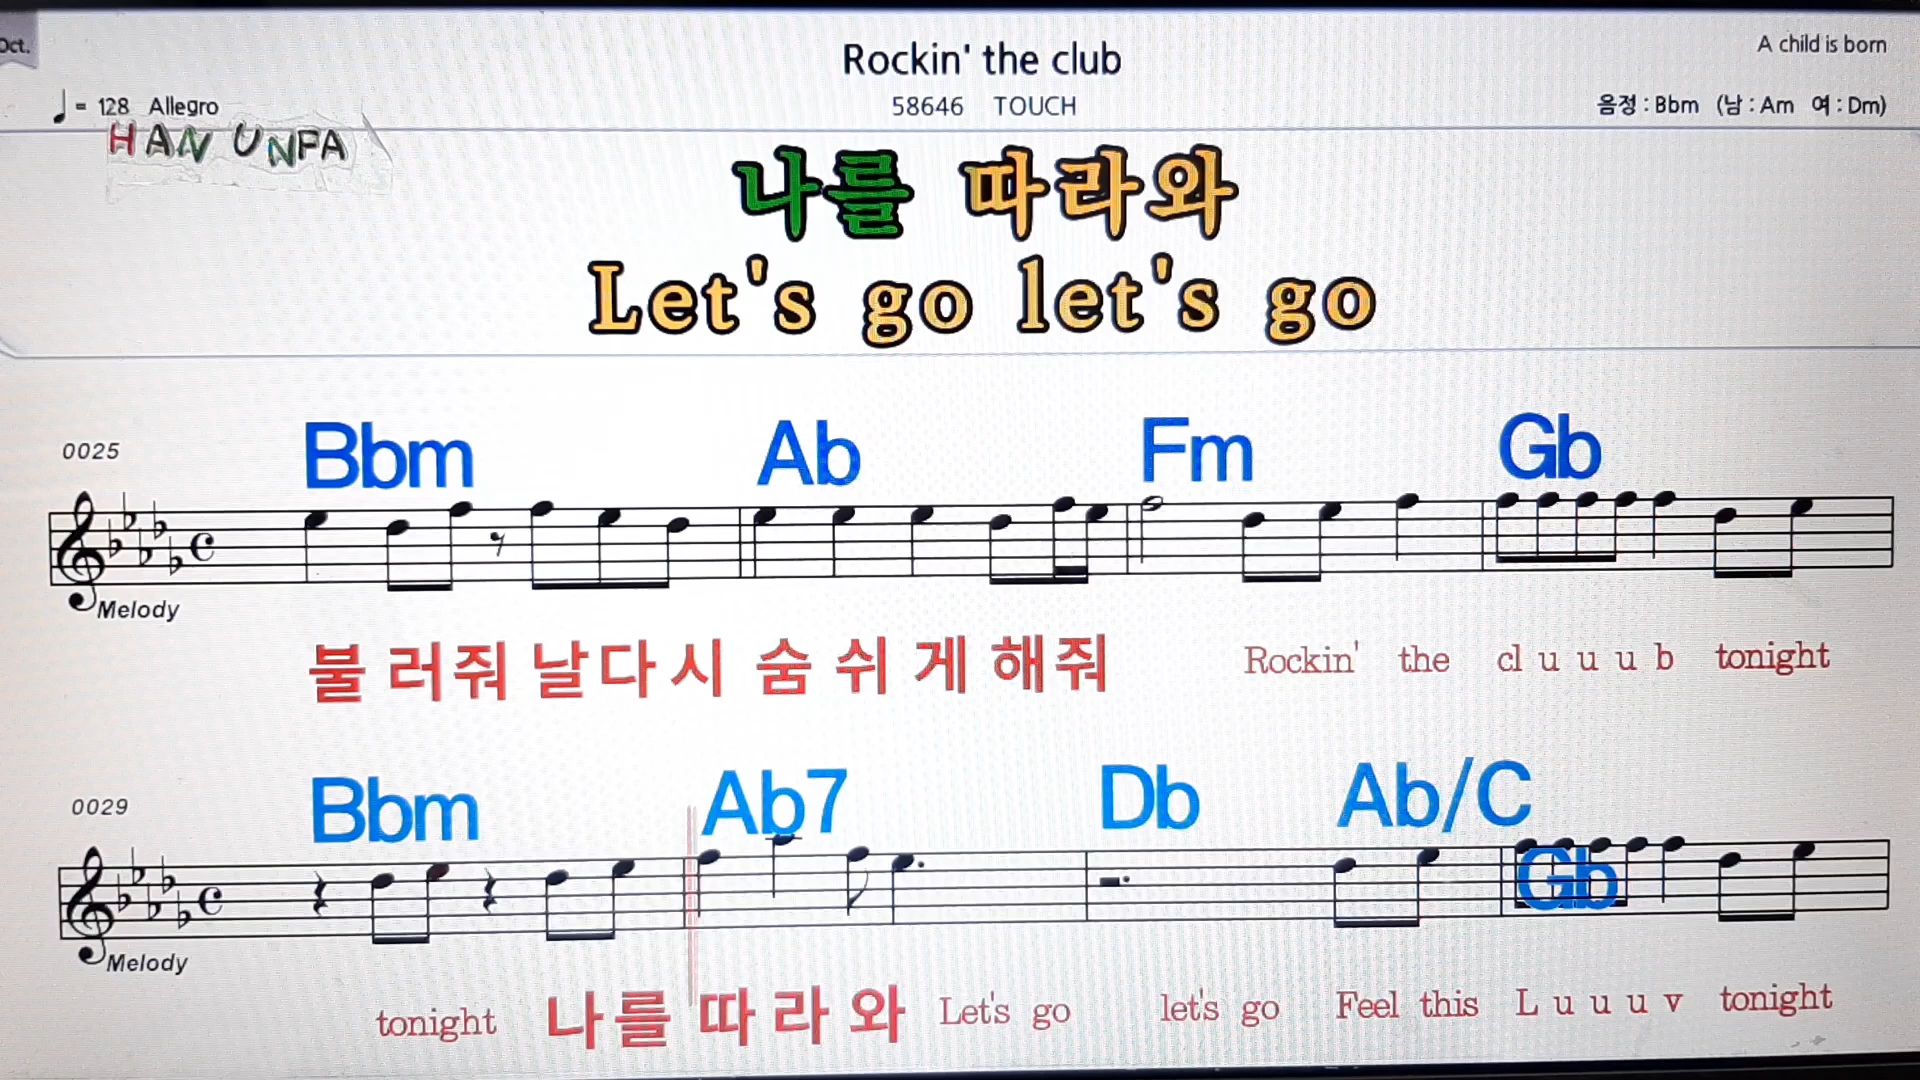 Oct.
Rockin' the club
A child is born
♩ = 128 Allegro
58646 TOUCH
음정 : Bbm (남 : Am 여 : Dm)
HAN UNFA
나를 따라와
Let's go let's go
0025
Bbm Ab Fm Gb
Melody
불 러줘 날다시 숨 쉬 게 해줘 Rockin' the cl u u u b tonight
0029
Bbm Ab7 Db Ab/C
Gb
Melody
tonight 나를 따 라 와 Let's go let's go Feel this L u u u v tonight